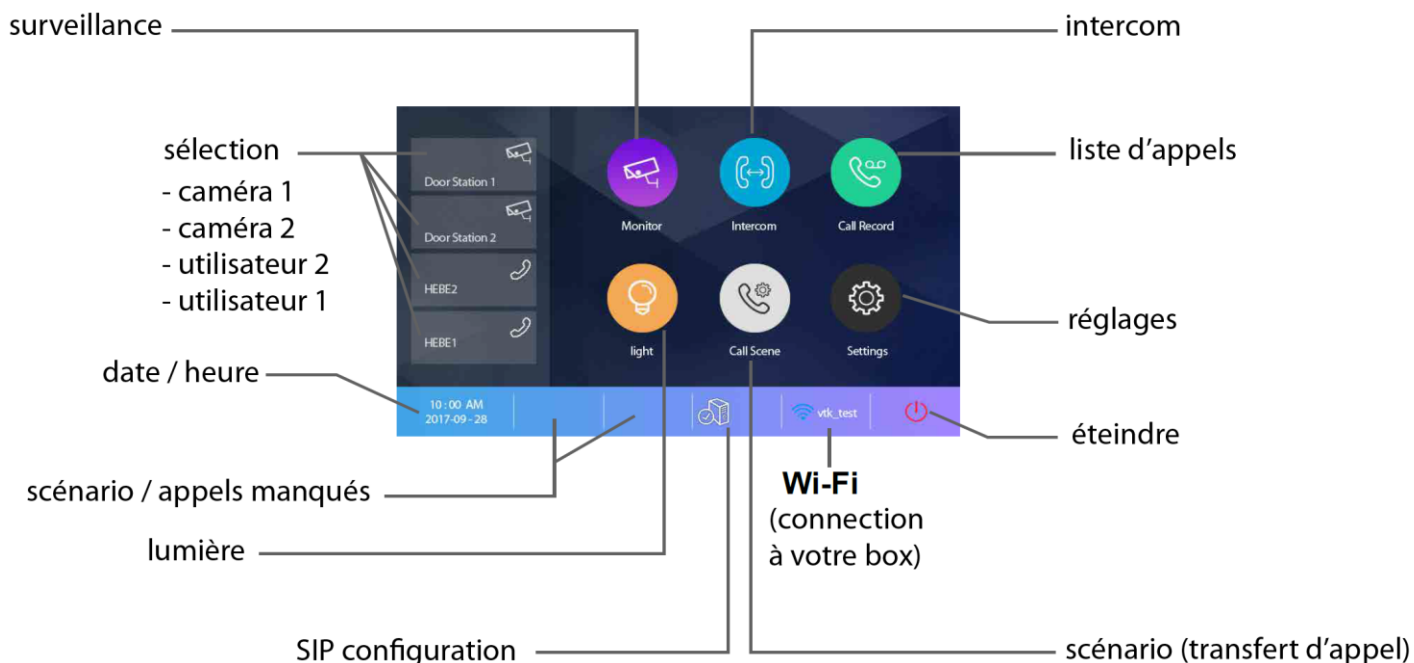 surveillance
intercom
sélection
- caméra 1
- caméra 2
- utilisateur 2
- utilisateur 1
liste d’appels
Door Station 1
Door Station 2
HEBE2
HEBE1
Monitor
Intercom
Call Record
light
Call Scene
Settings
réglages
date / heure
10:00 AM
2017-09-28
vtk_test
éteindre
scénario / appels manqués
Wi-Fi
(connection
à votre box)
lumière
SIP configuration
scénario (transfert d’appel)